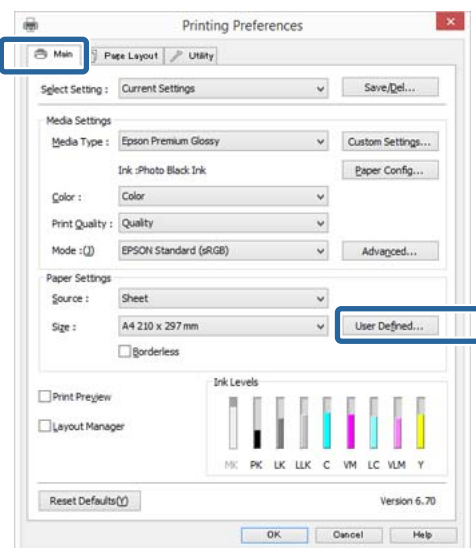 Printing Preferences
Main Page Layout Utility
Select Setting : Current Settings Save/Del...
Media Settings
Media Type : Epson Premium Glossy Custom Settings...
Ink :Photo Black Ink Paper Config...
Color : Color
Print Quality : Quality
Mode :(J) EPSON Standard (sRGB) Advanced...
Paper Settings
Source : Sheet
Size : A4 210 x 297 mm User Defined...
Borderless
Ink Levels
Print Preview
Layout Manager
MK PK LK LLK C VM LC VLM Y
Reset Defaults(Y) Version 6.70
OK Cancel Help